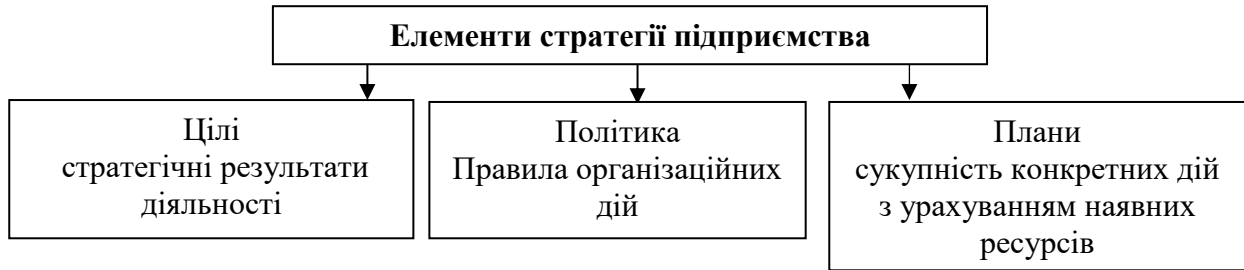 Елементи стратегії підприємства
Цілі
стратегічні результати
діяльності
Політика
Правила організаційних
дій
Плани
сукупність конкретних дій
з урахуванням наявних
ресурсів